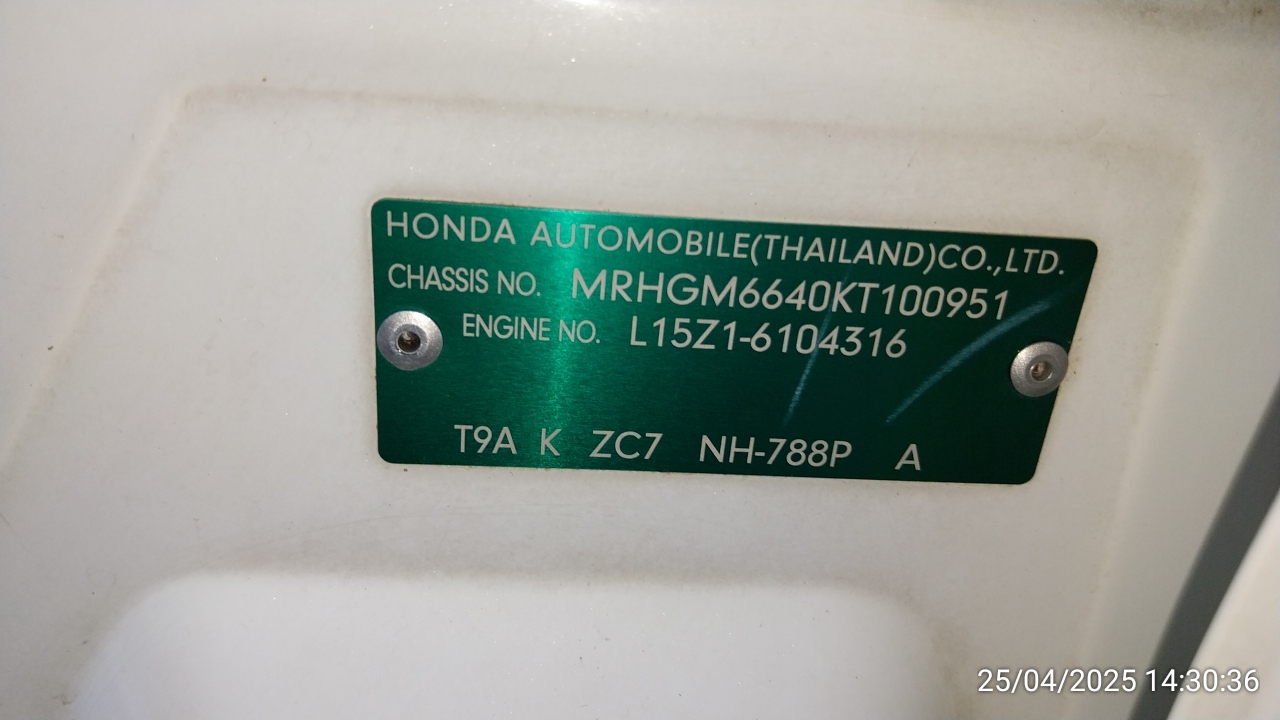 HONDA AUTOMOBILE(THAILAND)CO.,LTD.
CHASSIS NO. MRHGM6640KT100951
ENGINE NO. L15Z1-6104316
T9A K ZC7 NH-788P A
25/04/2025 14:30:36